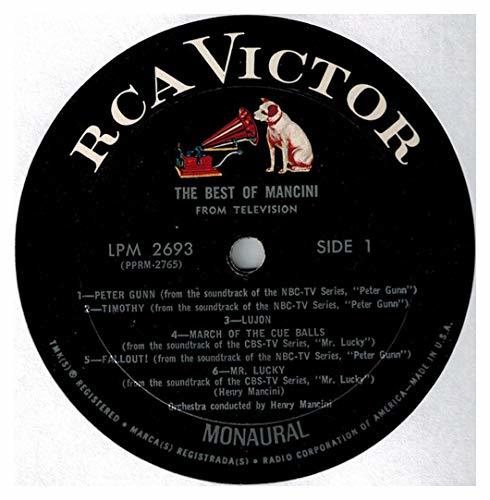 RCA VICTOR
THE BEST OF MANCINI
FROM TELEVISION
LPM 2693
(PPRM-2765)
SIDE 1
1—PETER GUNN (from the soundtrack of the NBC-TV Series, "Peter Gunn")
2—TIMOTHY (from the soundtrack of the NBC-TV Series, "Peter Gunn")
3—LUJON
4—MARCH OF THE CUE BALLS
(from the soundtrack of the CBS-TV Series, "Mr. Lucky")
5—FALLOUT! (from the soundtrack of the NBC-TV Series, "Peter Gunn")
6—MR. LUCKY
(from the soundtrack of the CBS-TV Series, "Mr. Lucky")
(Henry Mancini)
Orchestra conducted by Henry Mancini
MONAURAL
TMK(S) ® REGISTERED • MARCA(S) REGISTRADA(S) • RADIO CORPORATION OF AMERICA—MADE IN U.S.A.